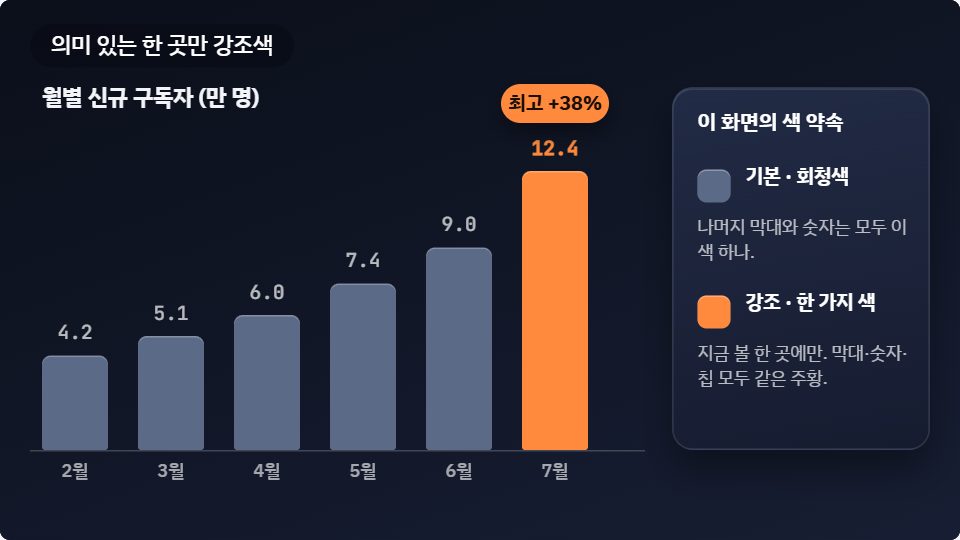 의미 있는 한 곳만 강조색
월별 신규 구독자 (만 명)
최고 +38%
12.4
9.0
7.4
6.0
5.1
4.2
2월
3월
4월
5월
6월
7월
이 화면의 색 약속
기본 · 회청색
나머지 막대와 숫자는 모두 이
색 하나.
강조 · 한 가지 색
지금 볼 한 곳에만. 막대·숫자·
칩 모두 같은 주황.